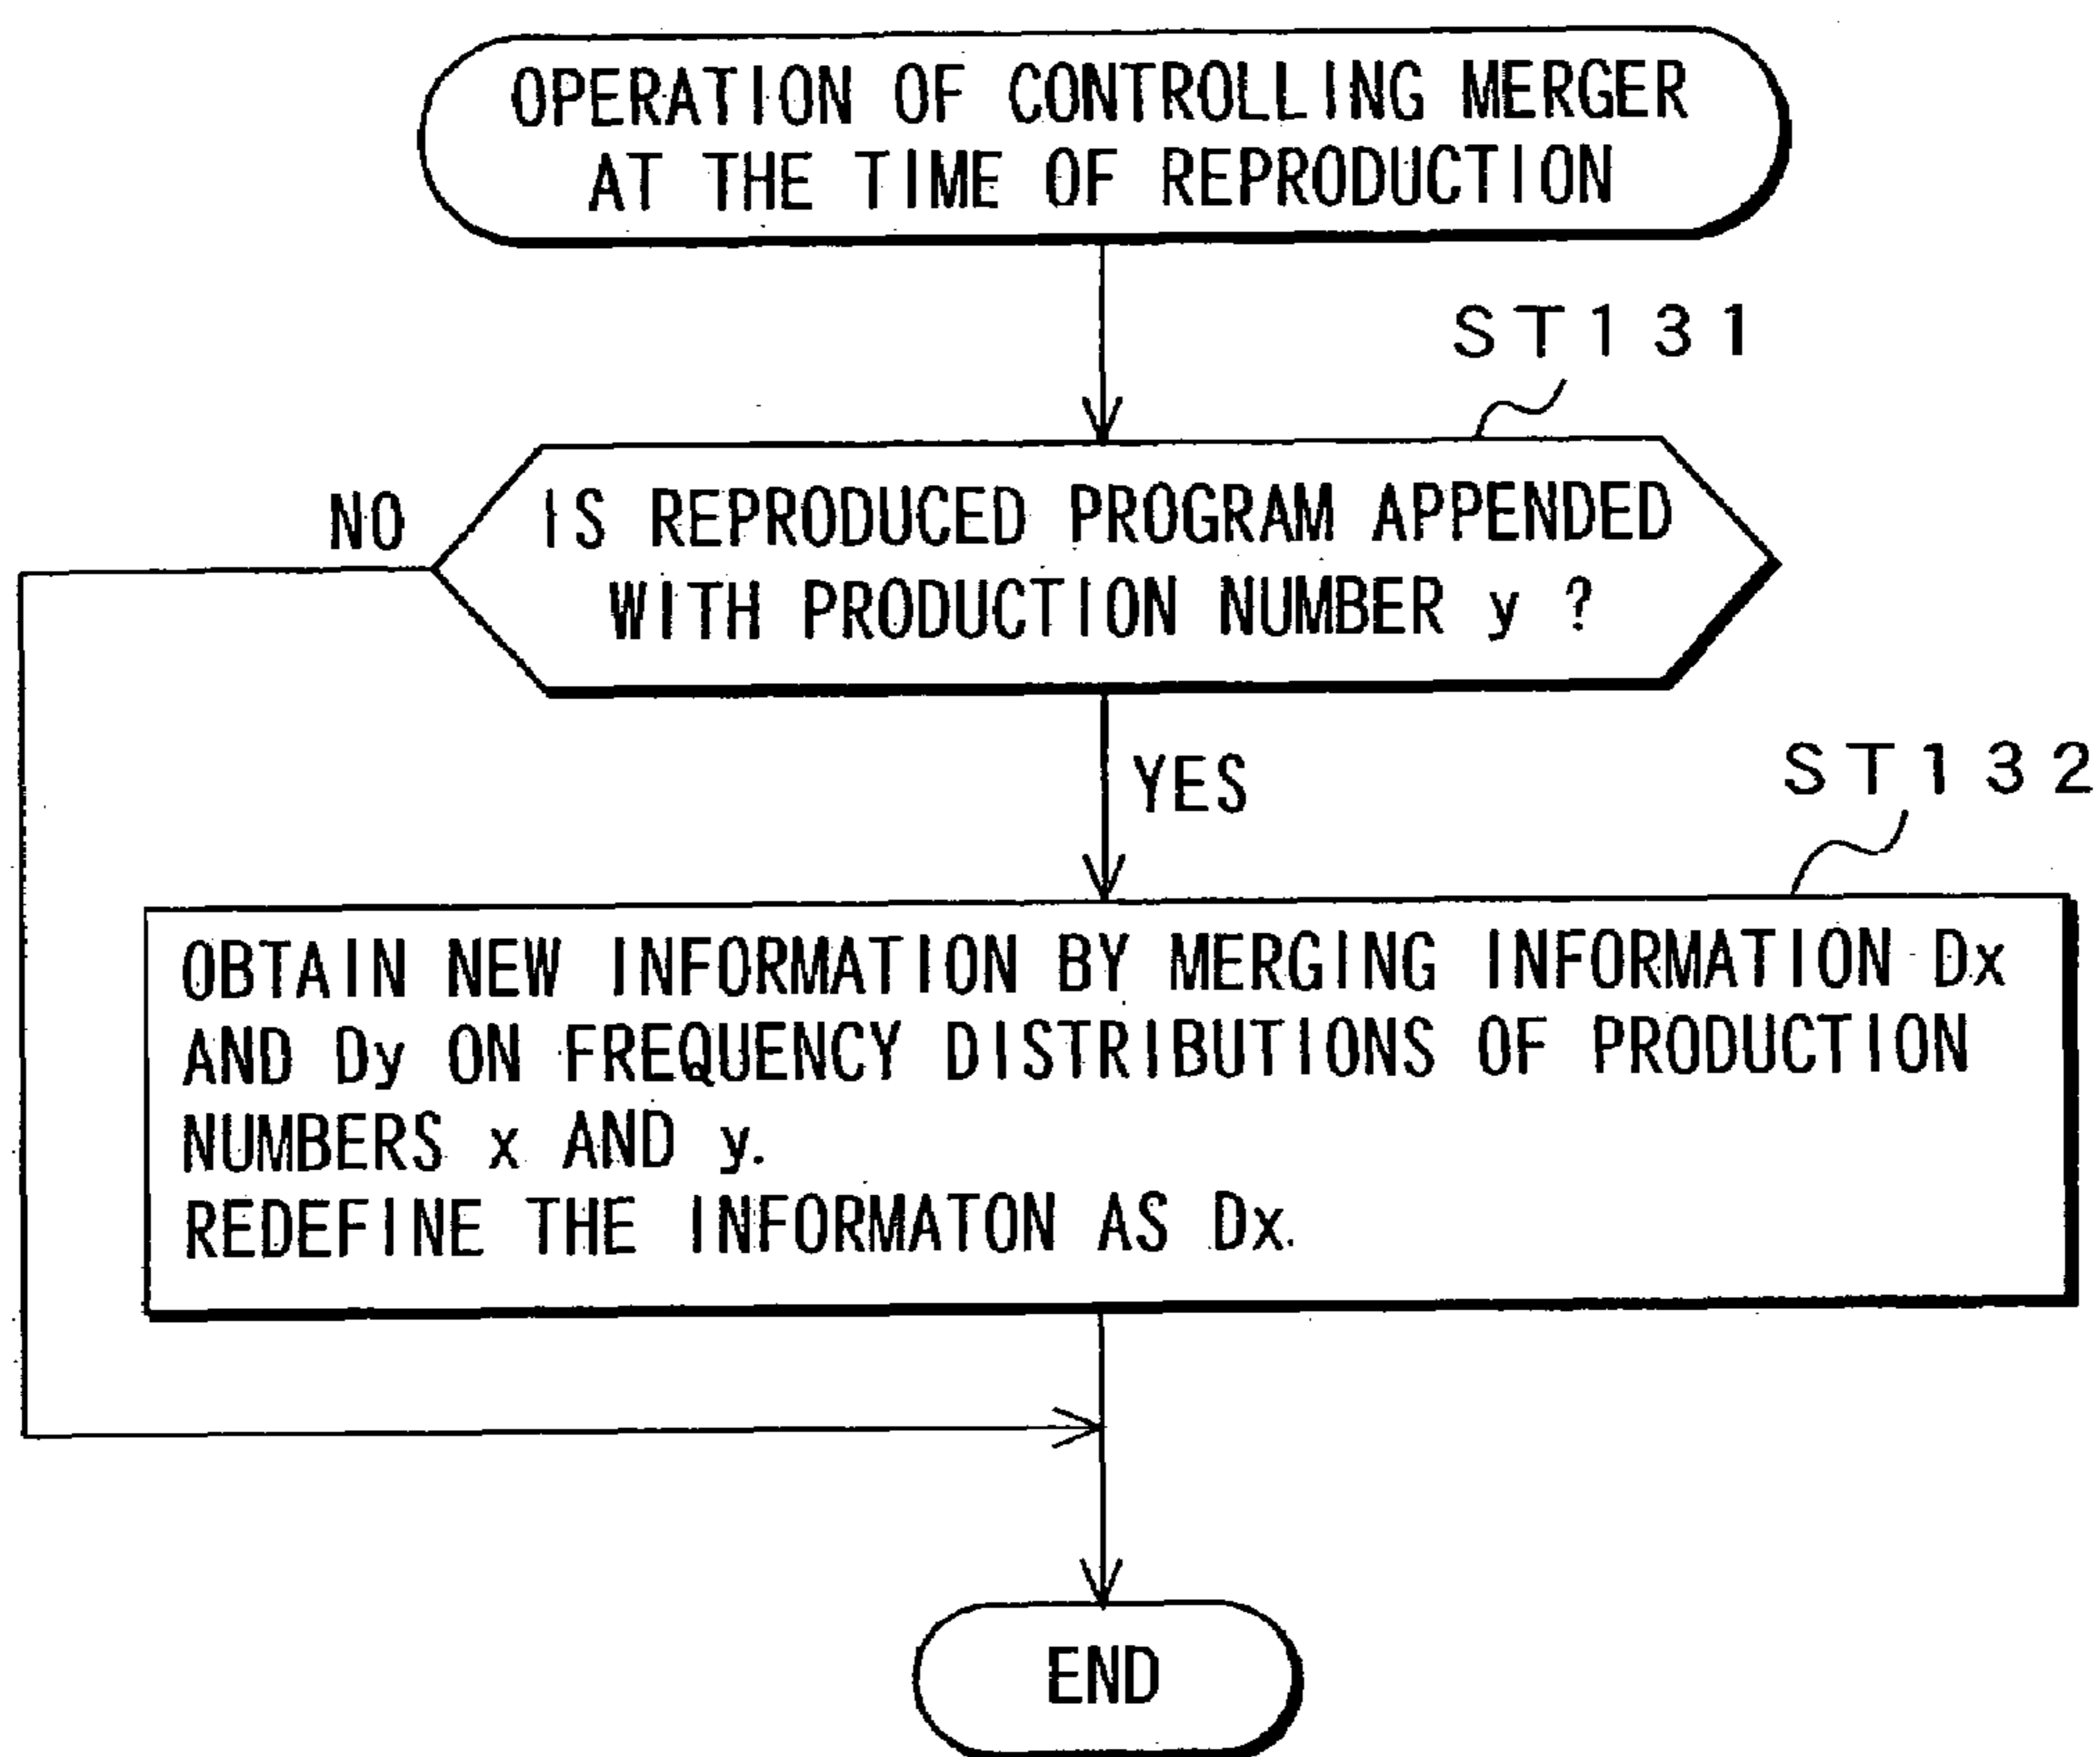 OPERATION OF CONTROLLING MERGER
AT THE TIME OF REPRODUCTION
ST131
NO
IS REPRODUCED PROGRAM APPENDED
WITH PRODUCTION NUMBER y ?
YES
ST132
OBTAIN NEW INFORMATION BY MERGING INFORMATION Dx
AND Dy ON FREQUENCY DISTRIBUTIONS OF PRODUCTION
NUMBERS x AND y.
REDEFINE THE INFORMATON AS Dx.
END